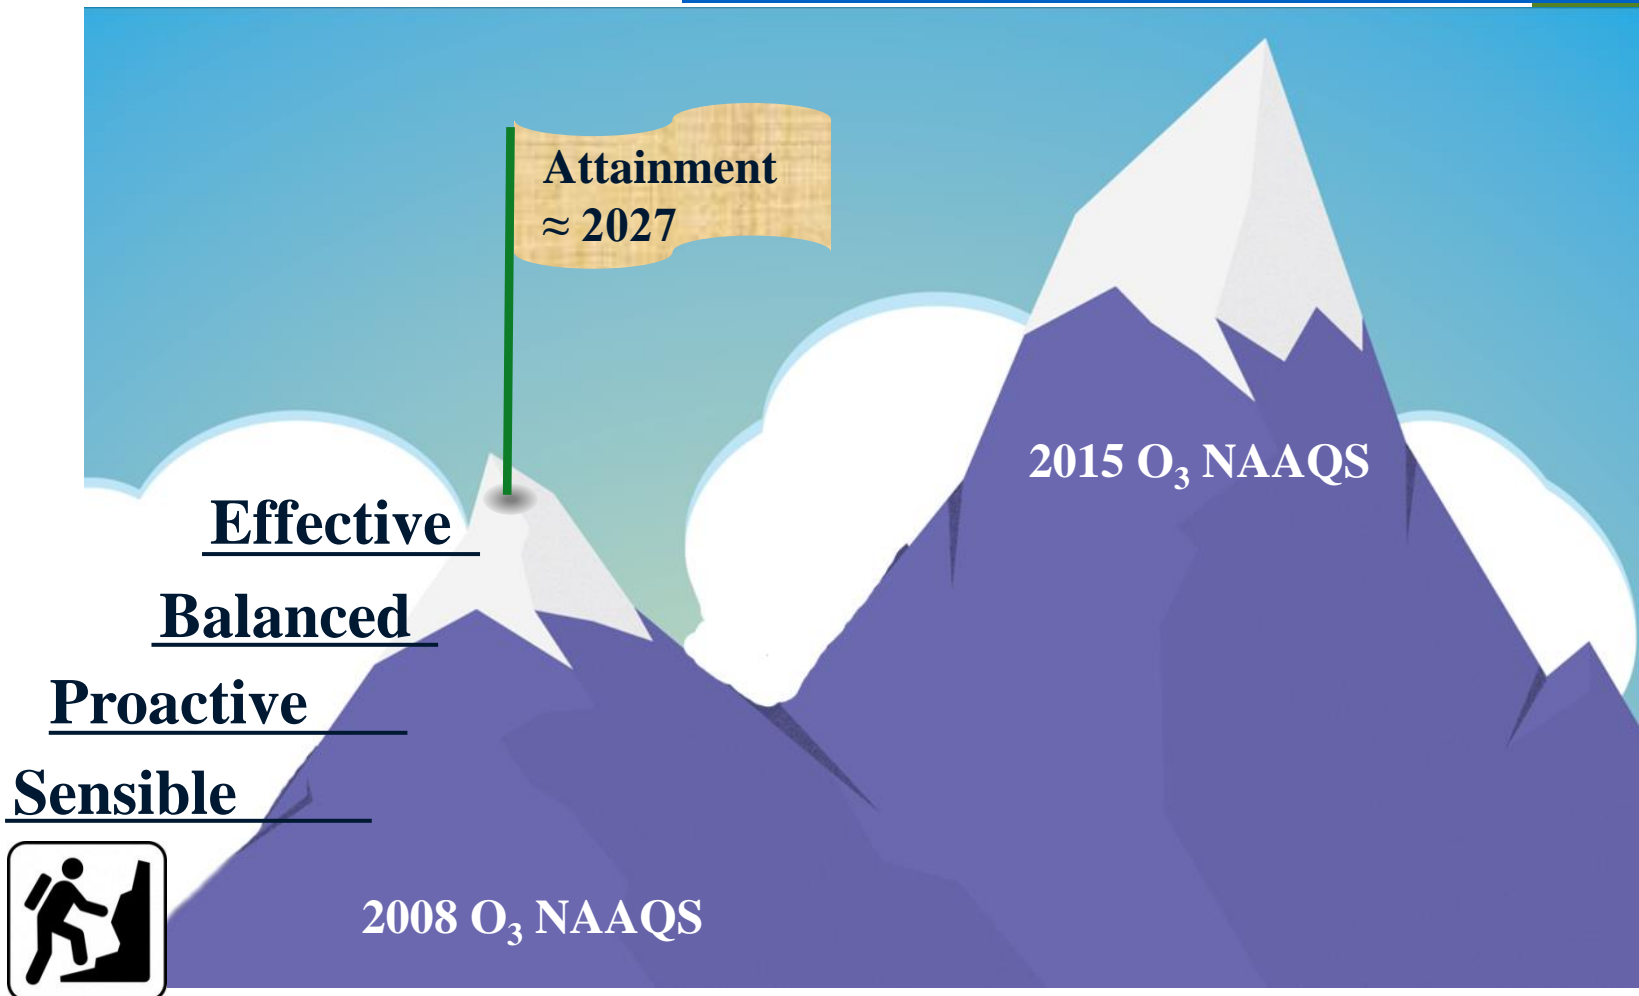 Attainment
≈ 2027
2015 O₃ NAAQS
Effective
Balanced
Proactive
Sensible
2008 O₃ NAAQS